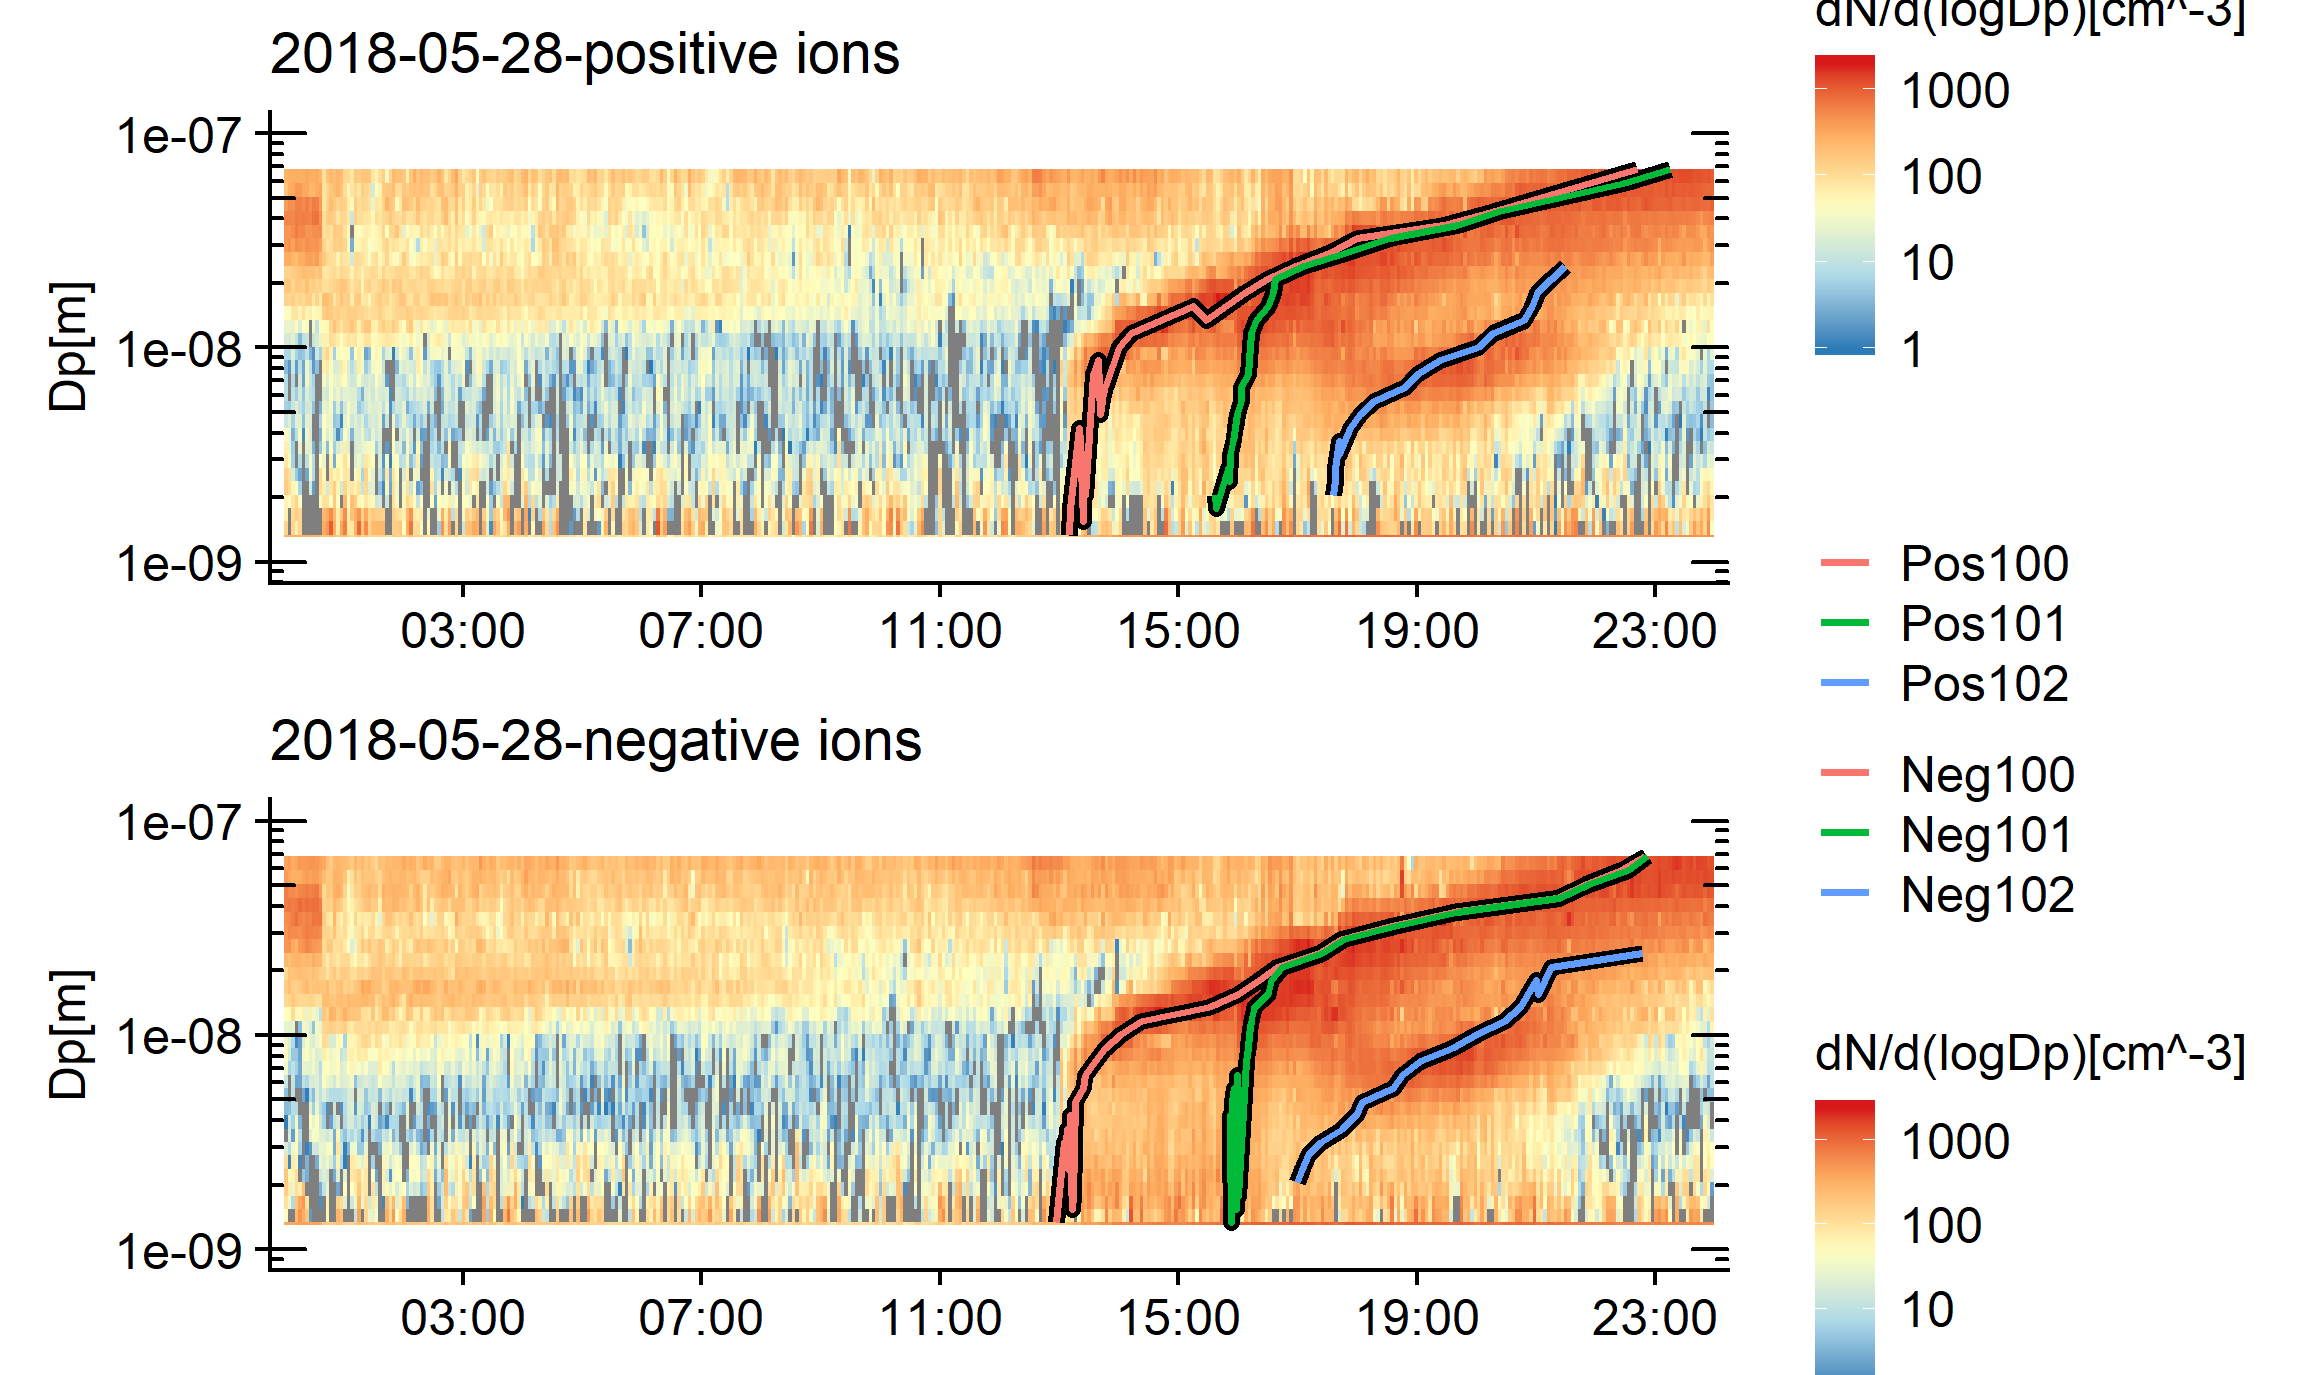 dN/d(logDp)[cm^-3]
2018-05-28-positive ions
1000
100
10
1
1e-07
1e-08
1e-09
Dp[m]
03:00 07:00 11:00 15:00 19:00 23:00
Pos100
Pos101
Pos102
2018-05-28-negative ions
Neg100
Neg101
Neg102
1e-07
1e-08
1e-09
Dp[m]
03:00 07:00 11:00 15:00 19:00 23:00
dN/d(logDp)[cm^-3]
1000
100
10